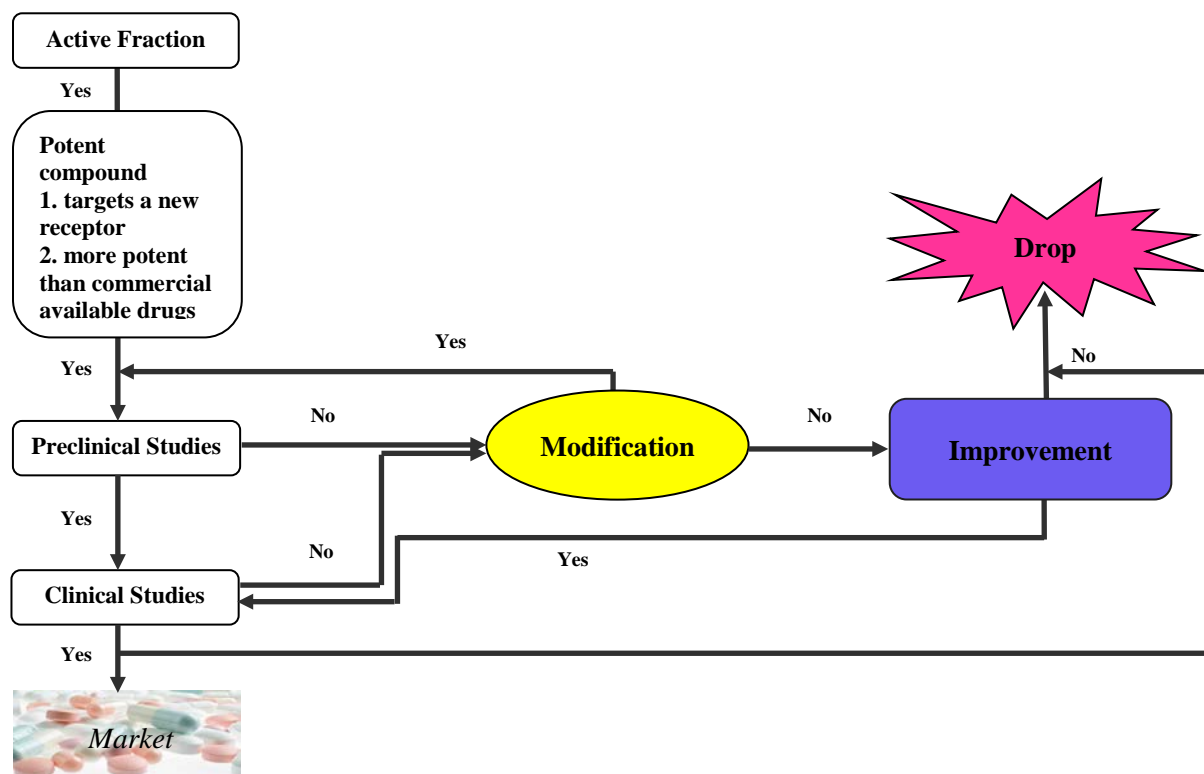 Active Fraction
Yes
Potent
compound
1. targets a new
receptor
2. more potent
than commercial
available drugs
Drop
Yes
Yes
No
No
No
Modification
Preclinical Studies
Improvement
Yes
No
Yes
Clinical Studies
Yes
Market